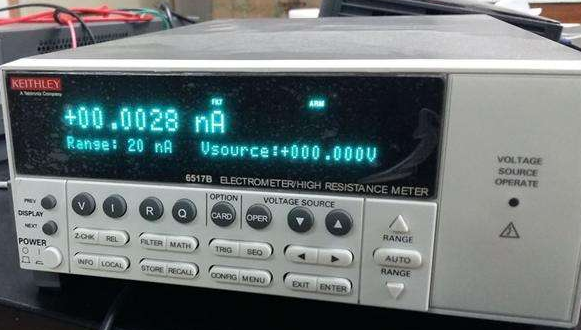 KEITHLEY
A Tektronix Company
FLT ARM
+00.0028 nA
Range: 20 nA Vsource:+000.000V
6517B ELECTROMETER/HIGH RESISTANCE METER
VOLTAGE
SOURCE
OPERATE
PREV
DISPLAY
NEXT
POWER
O I
V I R Q
OPTION
CARD
VOLTAGE SOURCE
OPER
Z-CHK REL
FILTER MATH
TRIG SEQ
INFO LOCAL
STORE RECALL
CONFIG MENU
EXIT ENTER
RANGE
AUTO
RANGE